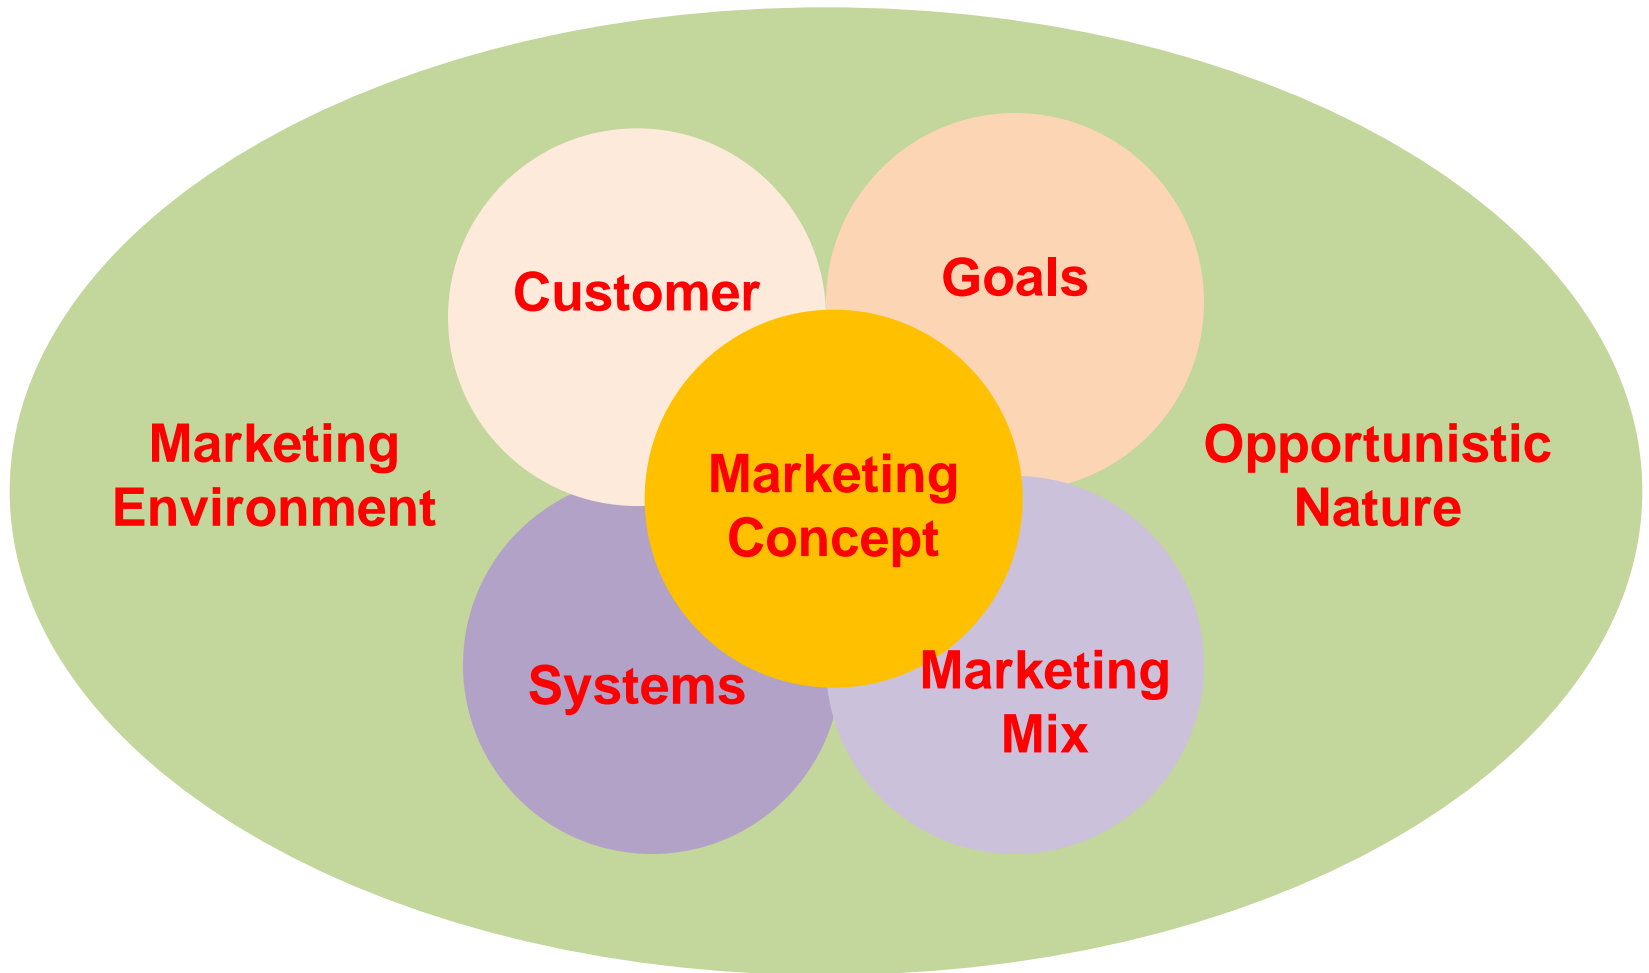 Customer
Goals
Marketing
Environment
Marketing
Concept
Opportunistic
Nature
Systems
Marketing
Mix